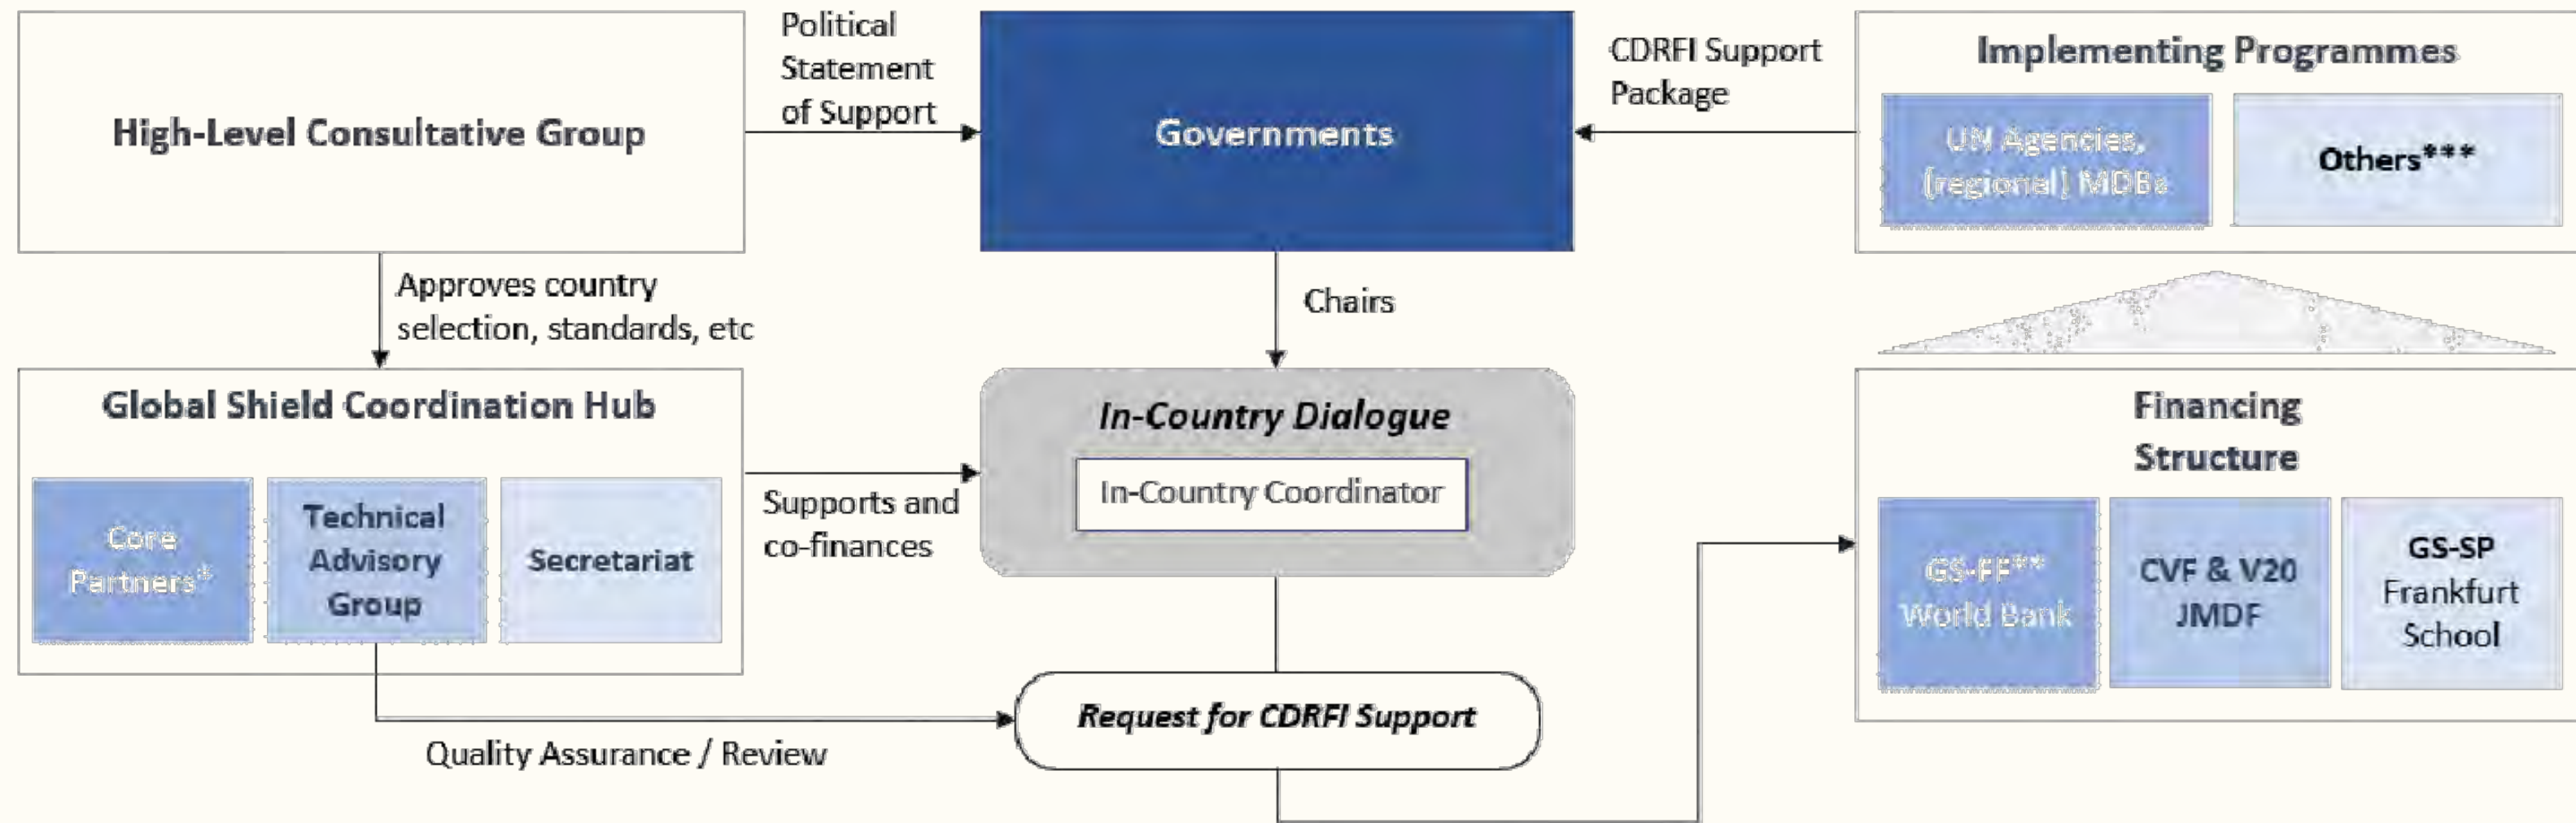 High-Level Consultative Group
Political
Statement
of Support
Governments
CDRFI Support
Package
Implementing Programmes
UN Agencies,
(regional) MDBs
Others***
Approves country
selection, standards, etc
Chairs
Global Shield Coordination Hub
Core
Partners*
Technical
Advisory
Group
Secretariat
Supports and
co-finances
In-Country Dialogue
In-Country Coordinator
Financing
Structure
GS-FF**
World Bank
CVF & V20
JMDF
GS-SP
Frankfurt
School
Request for CDRFI Support
Quality Assurance / Review